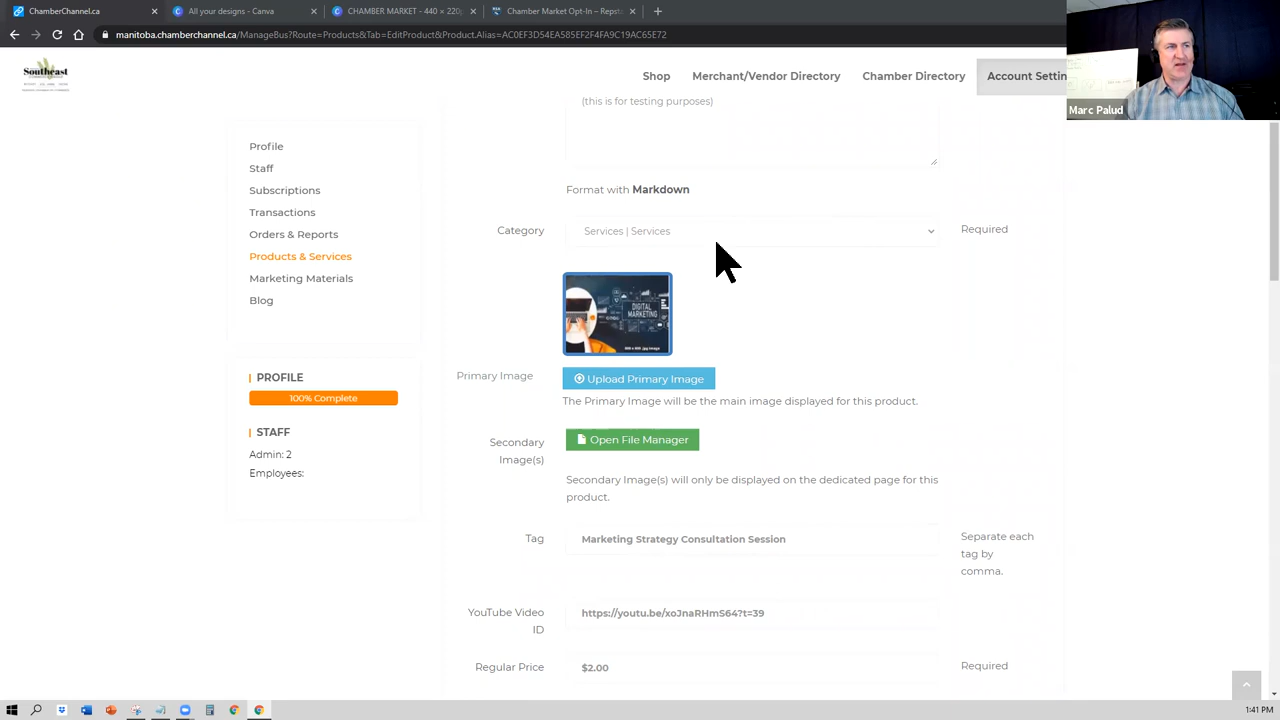 ChamberChannel.ca
All your designs - Canva
CHAMBER MARKET - 440 × 220p
Chamber Market Opt-In – Repst
manitoba.chamberchannel.ca/ManageBus?Route=Products&Tab=EditProduct&Product.Alias=AC0EF3D54EA585EF2F4FA9C19AC65E72
Southeast
Shop
Merchant/Vendor Directory
Chamber Directory
Account Settin
Marc Palud
(this is for testing purposes)
Profile
Staff
Subscriptions
Transactions
Orders & Reports
Products & Services
Marketing Materials
Blog
PROFILE
100% Complete
STAFF
Admin: 2
Employees:
Format with Markdown
Category
Services | Services
Required
DIGITAL
MARKETING
Primary Image
Upload Primary Image
The Primary Image will be the main image displayed for this product.
Secondary
Image(s)
Open File Manager
Secondary Image(s) will only be displayed on the dedicated page for this
product.
Tag
Marketing Strategy Consultation Session
Separate each
tag by
comma.
YouTube Video
ID
https://youtu.be/xoJnaRHmS64?t=39
Regular Price
$2.00
Required
1:41 PM